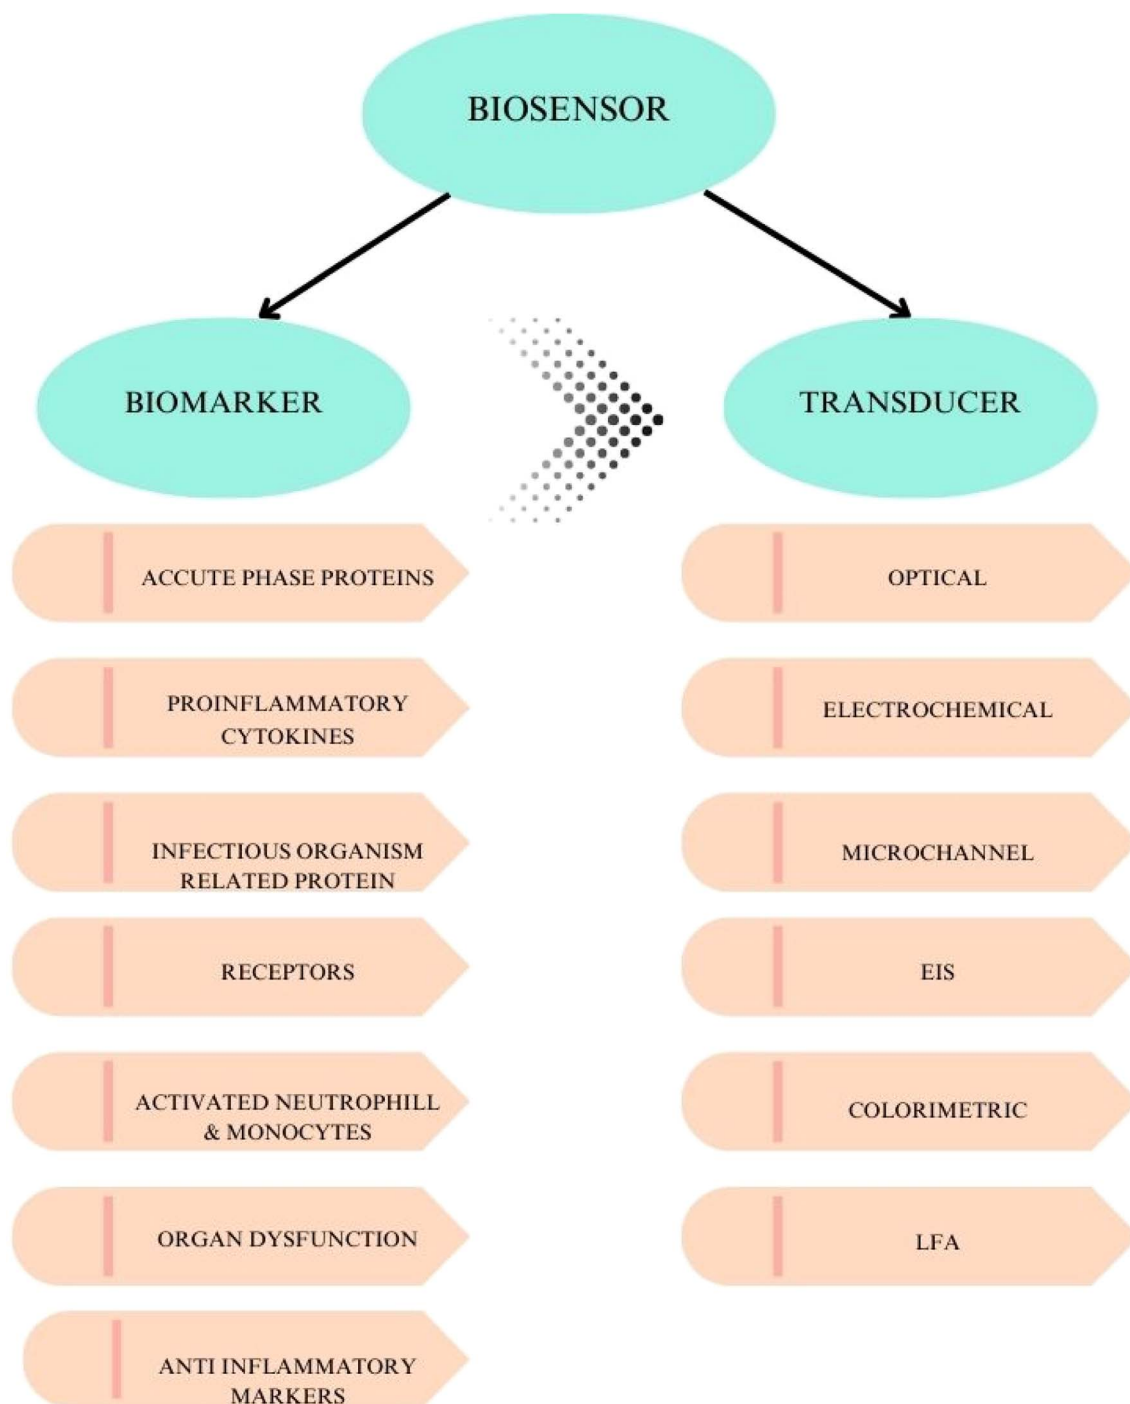 BIOSENSOR
BIOMARKER
TRANSDUCER
ACCUTE PHASE PROTEINS
PROINFLAMMATORY
CYTOKINES
INFECTIOUS ORGANISM
RELATED PROTEIN
RECEPTORS
ACTIVATED NEUTROPHILL
& MONOCYTES
ORGAN DYSFUNCTION
ANTI INFLAMMATORY
MARKERS
OPTICAL
ELECTROCHEMICAL
MICROCHANNEL
EIS
COLORIMETRIC
LFA